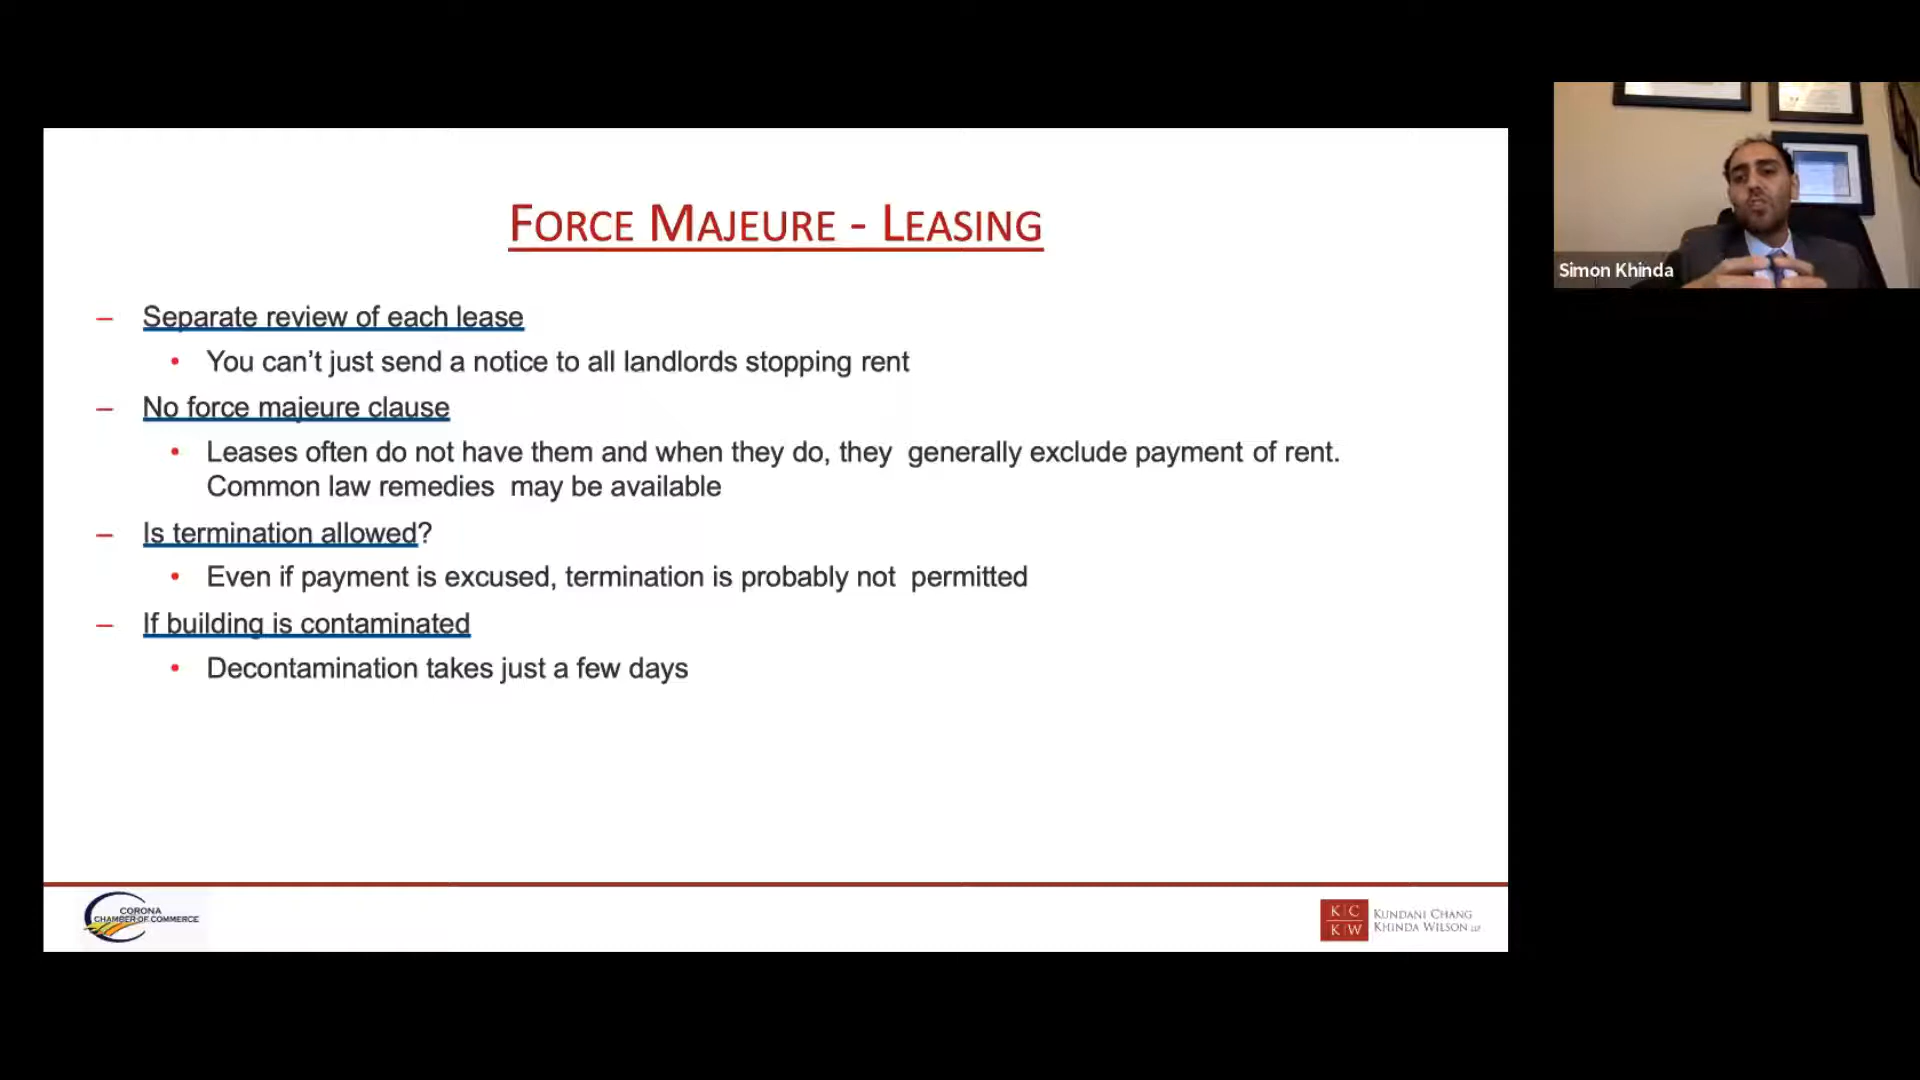 FORCE MAJEURE - LEASING
– Separate review of each lease
• You can’t just send a notice to all landlords stopping rent
– No force majeure clause
• Leases often do not have them and when they do, they generally exclude payment of rent.
Common law remedies may be available
– Is termination allowed?
• Even if payment is excused, termination is probably not permitted
– If building is contaminated
• Decontamination takes just a few days
Simon Khinda
CORONA
CHAMBER OF COMMERCE
K C
K W
KUNDANI CHANG
KHINDA WILSON LLP